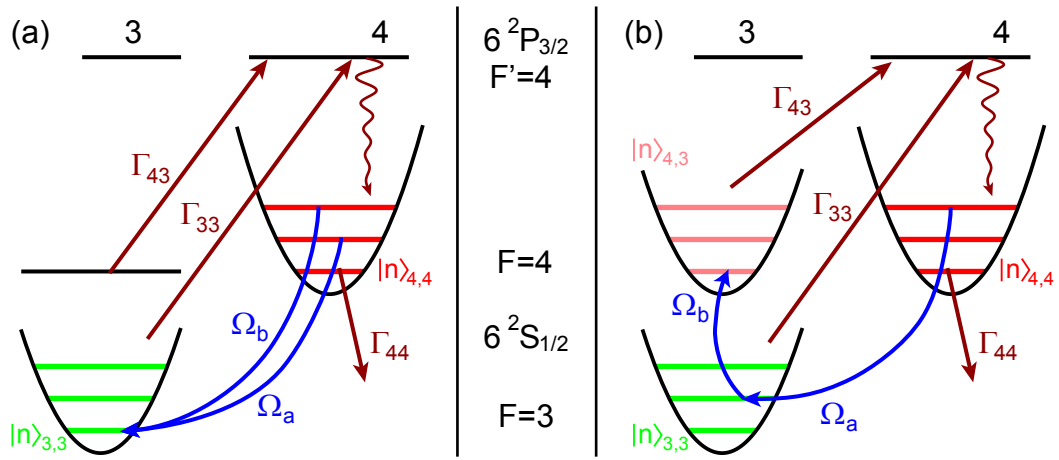 (a)
3
4
Γ43
Γ33
|n⟩4,4
Ωb
Γ44
Ωa
|n⟩3,3
6 ²P3/2
F'=4
F=4
6 ²S1/2
F=3
(b)
3
4
Γ43
|n⟩4,3
Γ33
|n⟩4,4
Ωb
Γ44
Ωa
|n⟩3,3